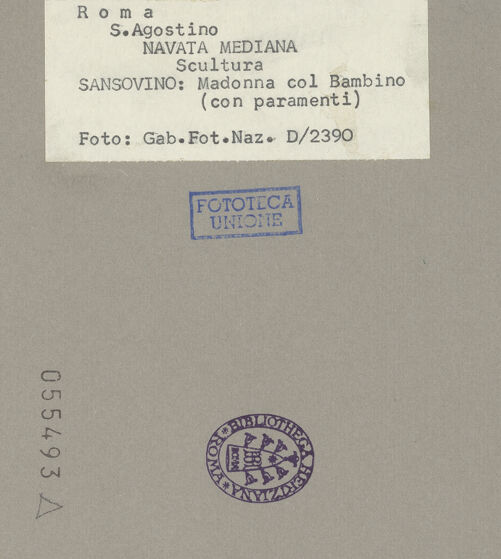 Roma
S.Agostino
NAVATA MEDIANA
Scultura
SANSOVINO: Madonna col Bambino
(con paramenti)
Foto: Gab.Fot.Naz. D/2390
FOTOTECA
UNIONE
055493 A
BIBLIOTHECA HERTZIANA * ROMA *